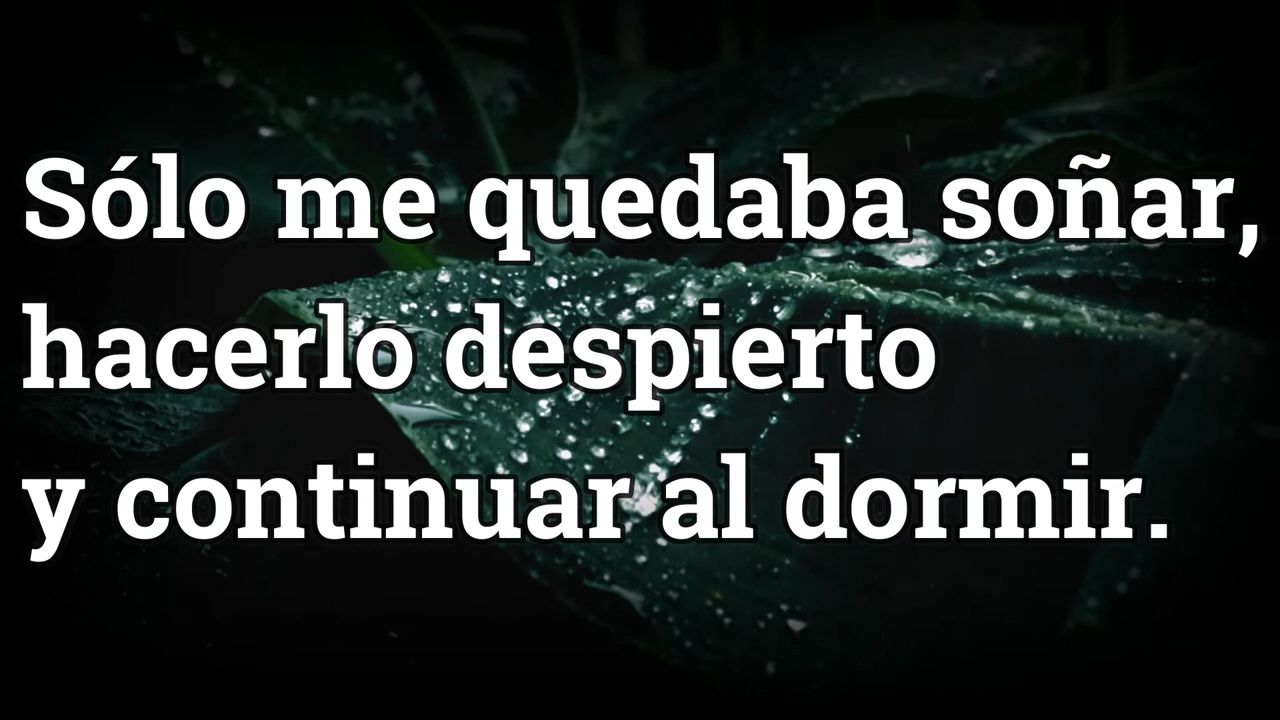 Sólo me quedaba soñar,
hacerlo despierto
y continuar al dormir.